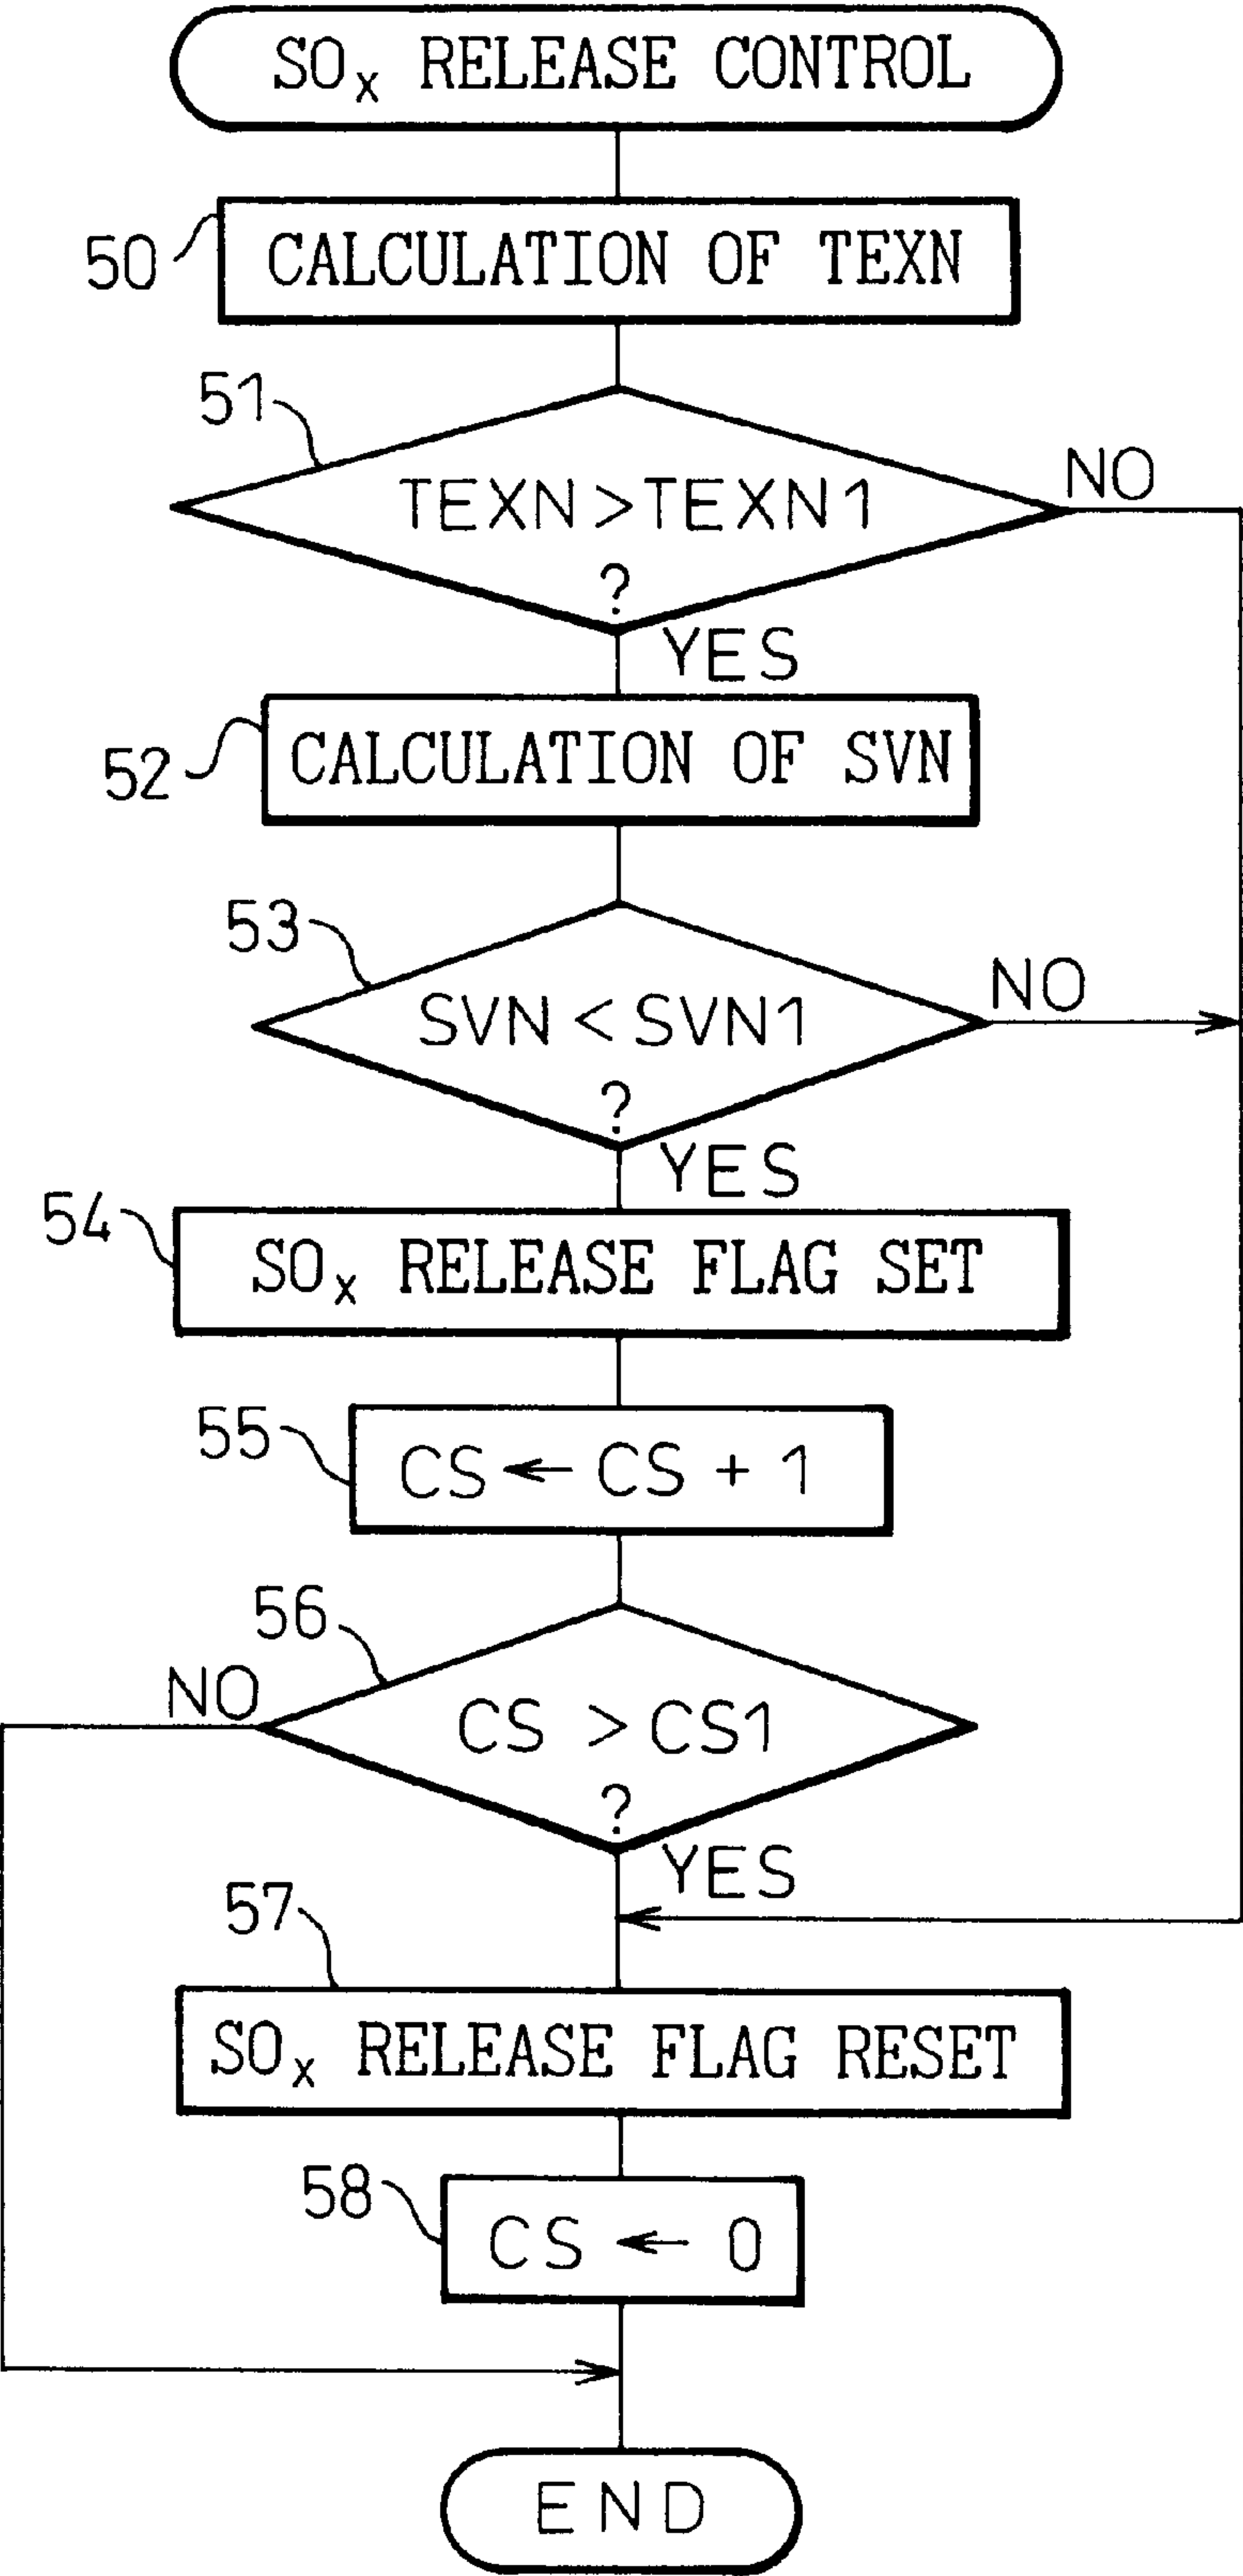 SOx RELEASE CONTROL
50
CALCULATION OF TEXN
51
TEXN>TEXN1
?
NO
YES
52
CALCULATION OF SVN
53
SVN < SVN1
?
NO
YES
54
SOx RELEASE FLAG SET
55
CS ← CS + 1
56
NO
CS > CS1
?
YES
57
SOx RELEASE FLAG RESET
58
CS ← 0
END